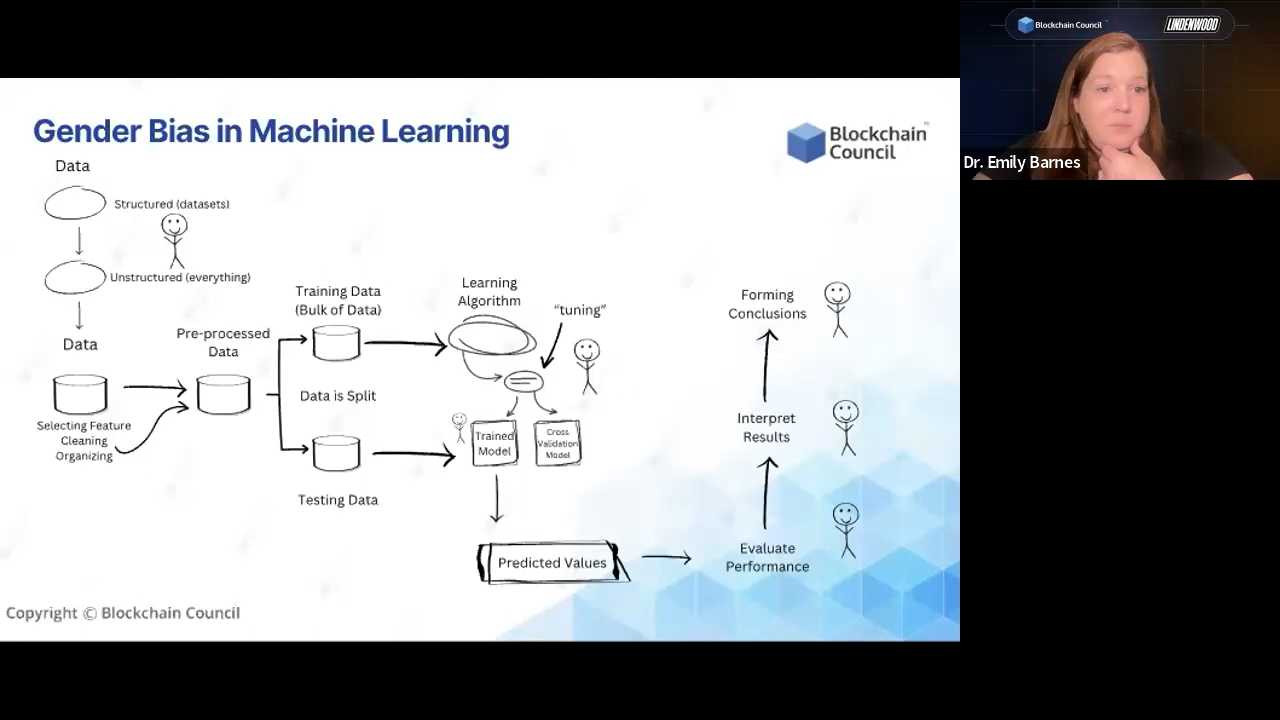 Gender Bias in Machine Learning
Blockchain
Council
Data
Structured (datasets)
Unstructured (everything)
Data
Selecting Feature
Cleaning
Organizing
Pre-processed
Data
Training Data
(Bulk of Data)
Data is Split
Testing Data
Learning
Algorithm
“tuning”
Trained
Model
Cross
Validation
Model
Predicted Values
Evaluate
Performance
Interpret
Results
Forming
Conclusions
Copyright © Blockchain Council
Blockchain Council
LINDENWOOD
Dr. Emily Barnes